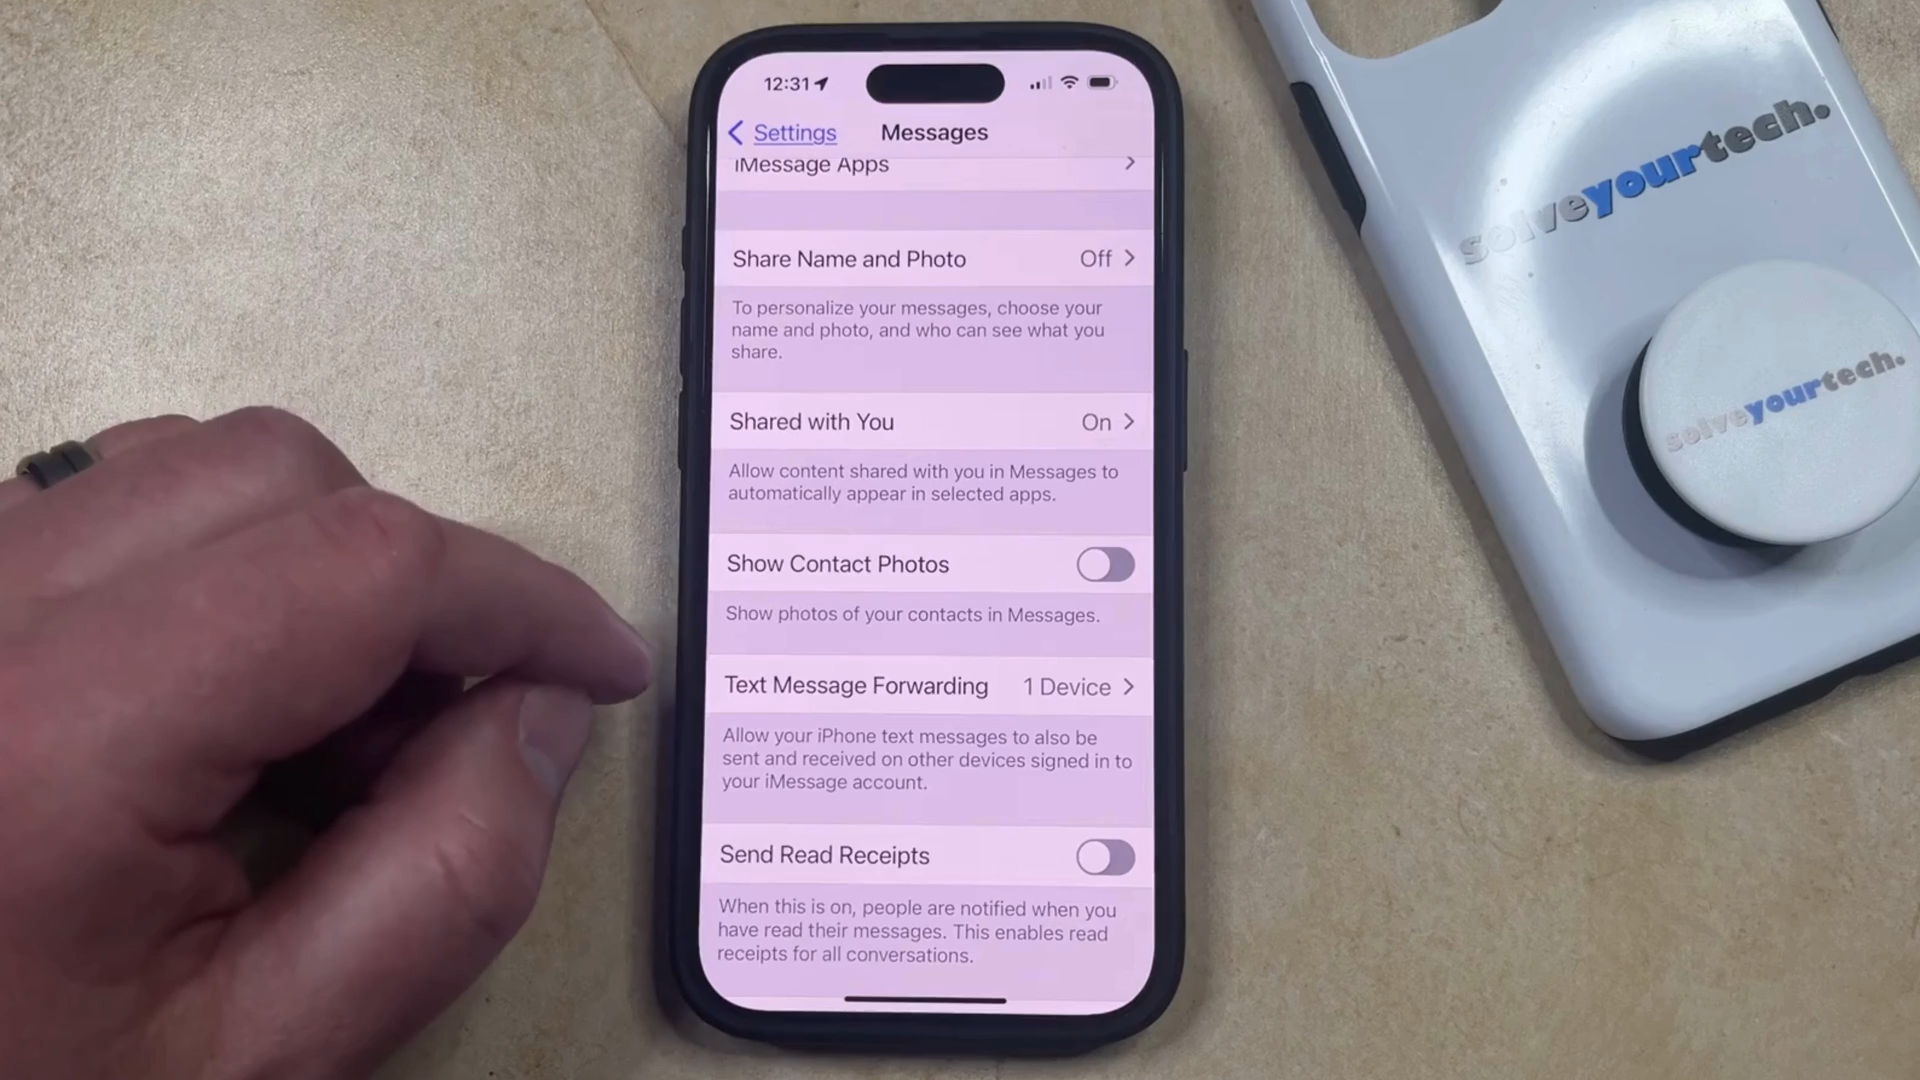 12:31
Settings
Messages
iMessage Apps
Share Name and Photo
Off
To personalize your messages, choose your
name and photo, and who can see what you
share.
Shared with You
On
Allow content shared with you in Messages to
automatically appear in selected apps.
Show Contact Photos
Show photos of your contacts in Messages.
Text Message Forwarding
1 Device
Allow your iPhone text messages to also be
sent and received on other devices signed in to
your iMessage account.
Send Read Receipts
When this is on, people are notified when you
have read their messages. This enables read
receipts for all conversations.
solveyourtech.
solveyourtech.